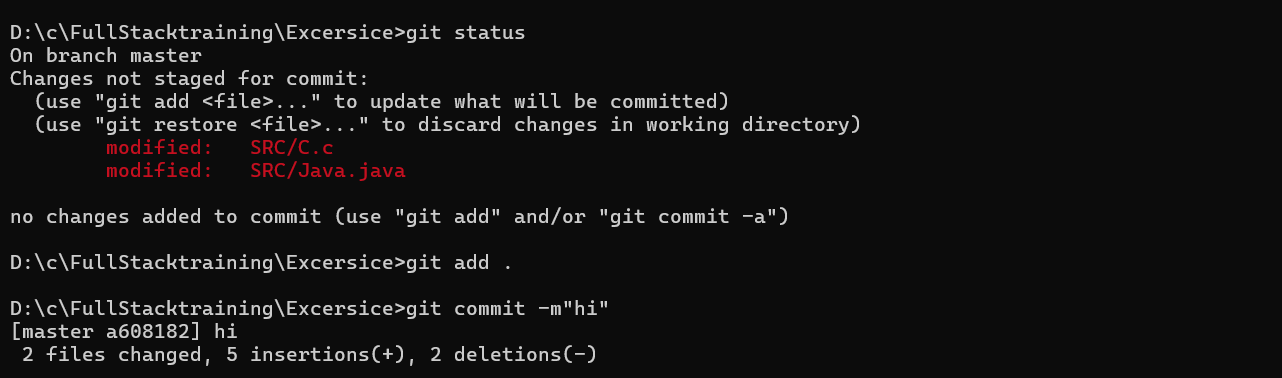 D:\c\FullStacktraining\Excersice>git status
On branch master
Changes not staged for commit:
  (use "git add <file>..." to update what will be committed)
  (use "git restore <file>..." to discard changes in working directory)
        modified:   SRC/C.c
        modified:   SRC/Java.java

no changes added to commit (use "git add" and/or "git commit -a")

D:\c\FullStacktraining\Excersice>git add .

D:\c\FullStacktraining\Excersice>git commit -m"hi"
[master a608182] hi
 2 files changed, 5 insertions(+), 2 deletions(-)